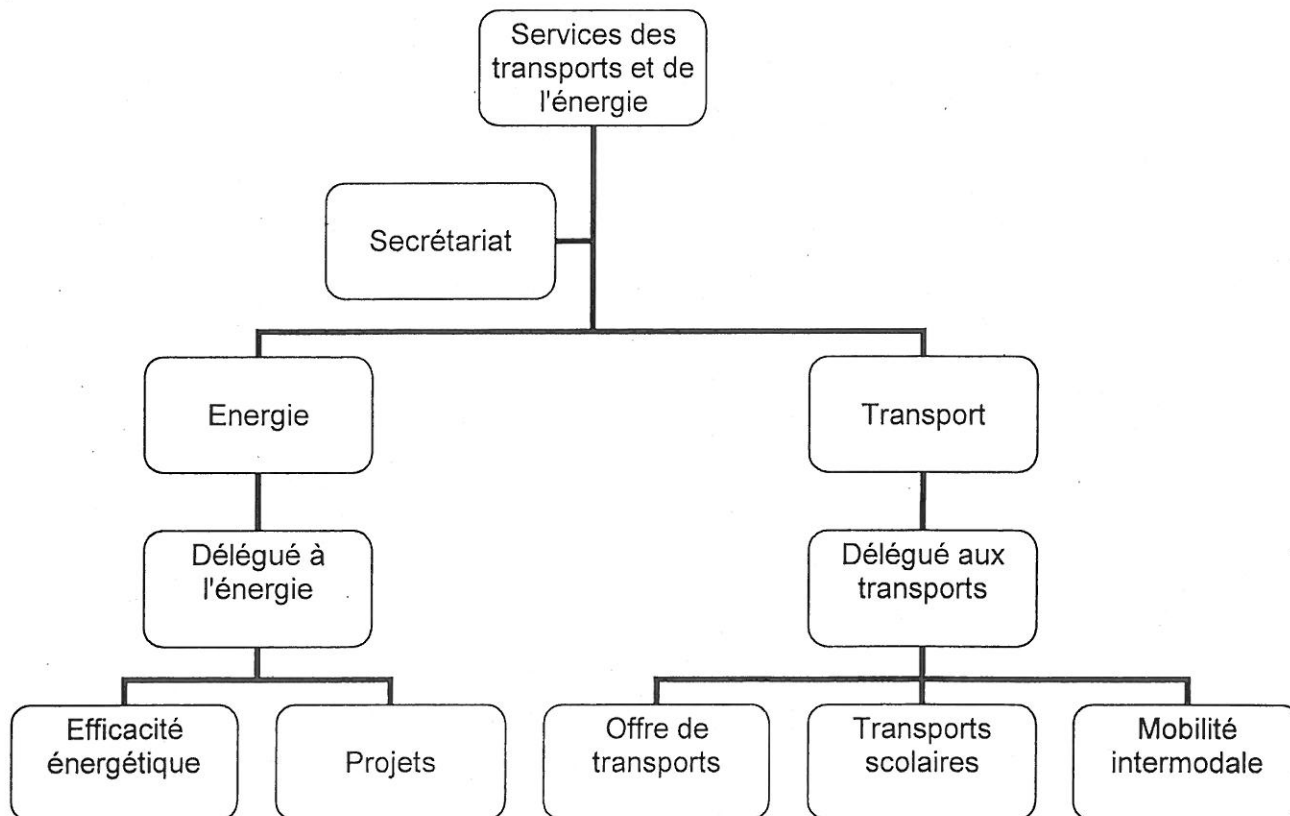 Services des
transports et de
l'énergie
Secrétariat
Energie
Transport
Délégué à
l'énergie
Délégué aux
transports
Efficacité
énergétique
Projets
Offre de
transports
Transports
scolaires
Mobilité
intermodale